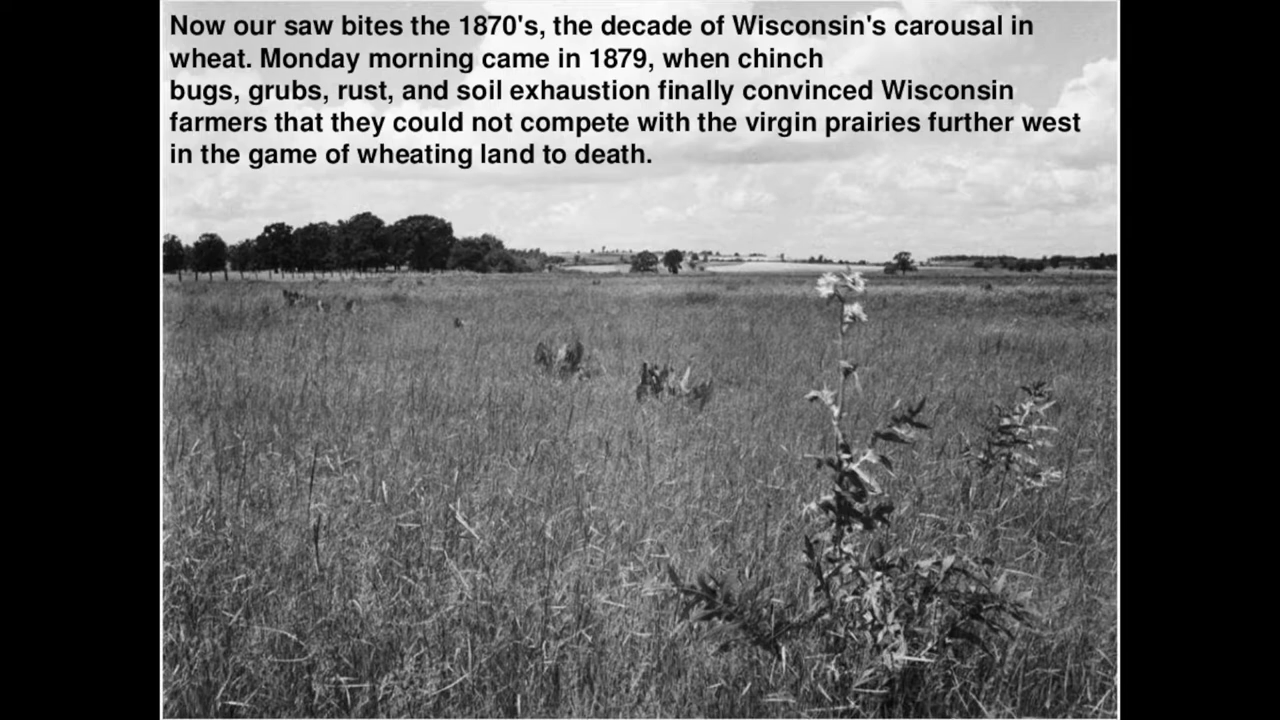 Now our saw bites the 1870's, the decade of Wisconsin's carousal in
wheat. Monday morning came in 1879, when chinch
bugs, grubs, rust, and soil exhaustion finally convinced Wisconsin
farmers that they could not compete with the virgin prairies further west
in the game of wheating land to death.